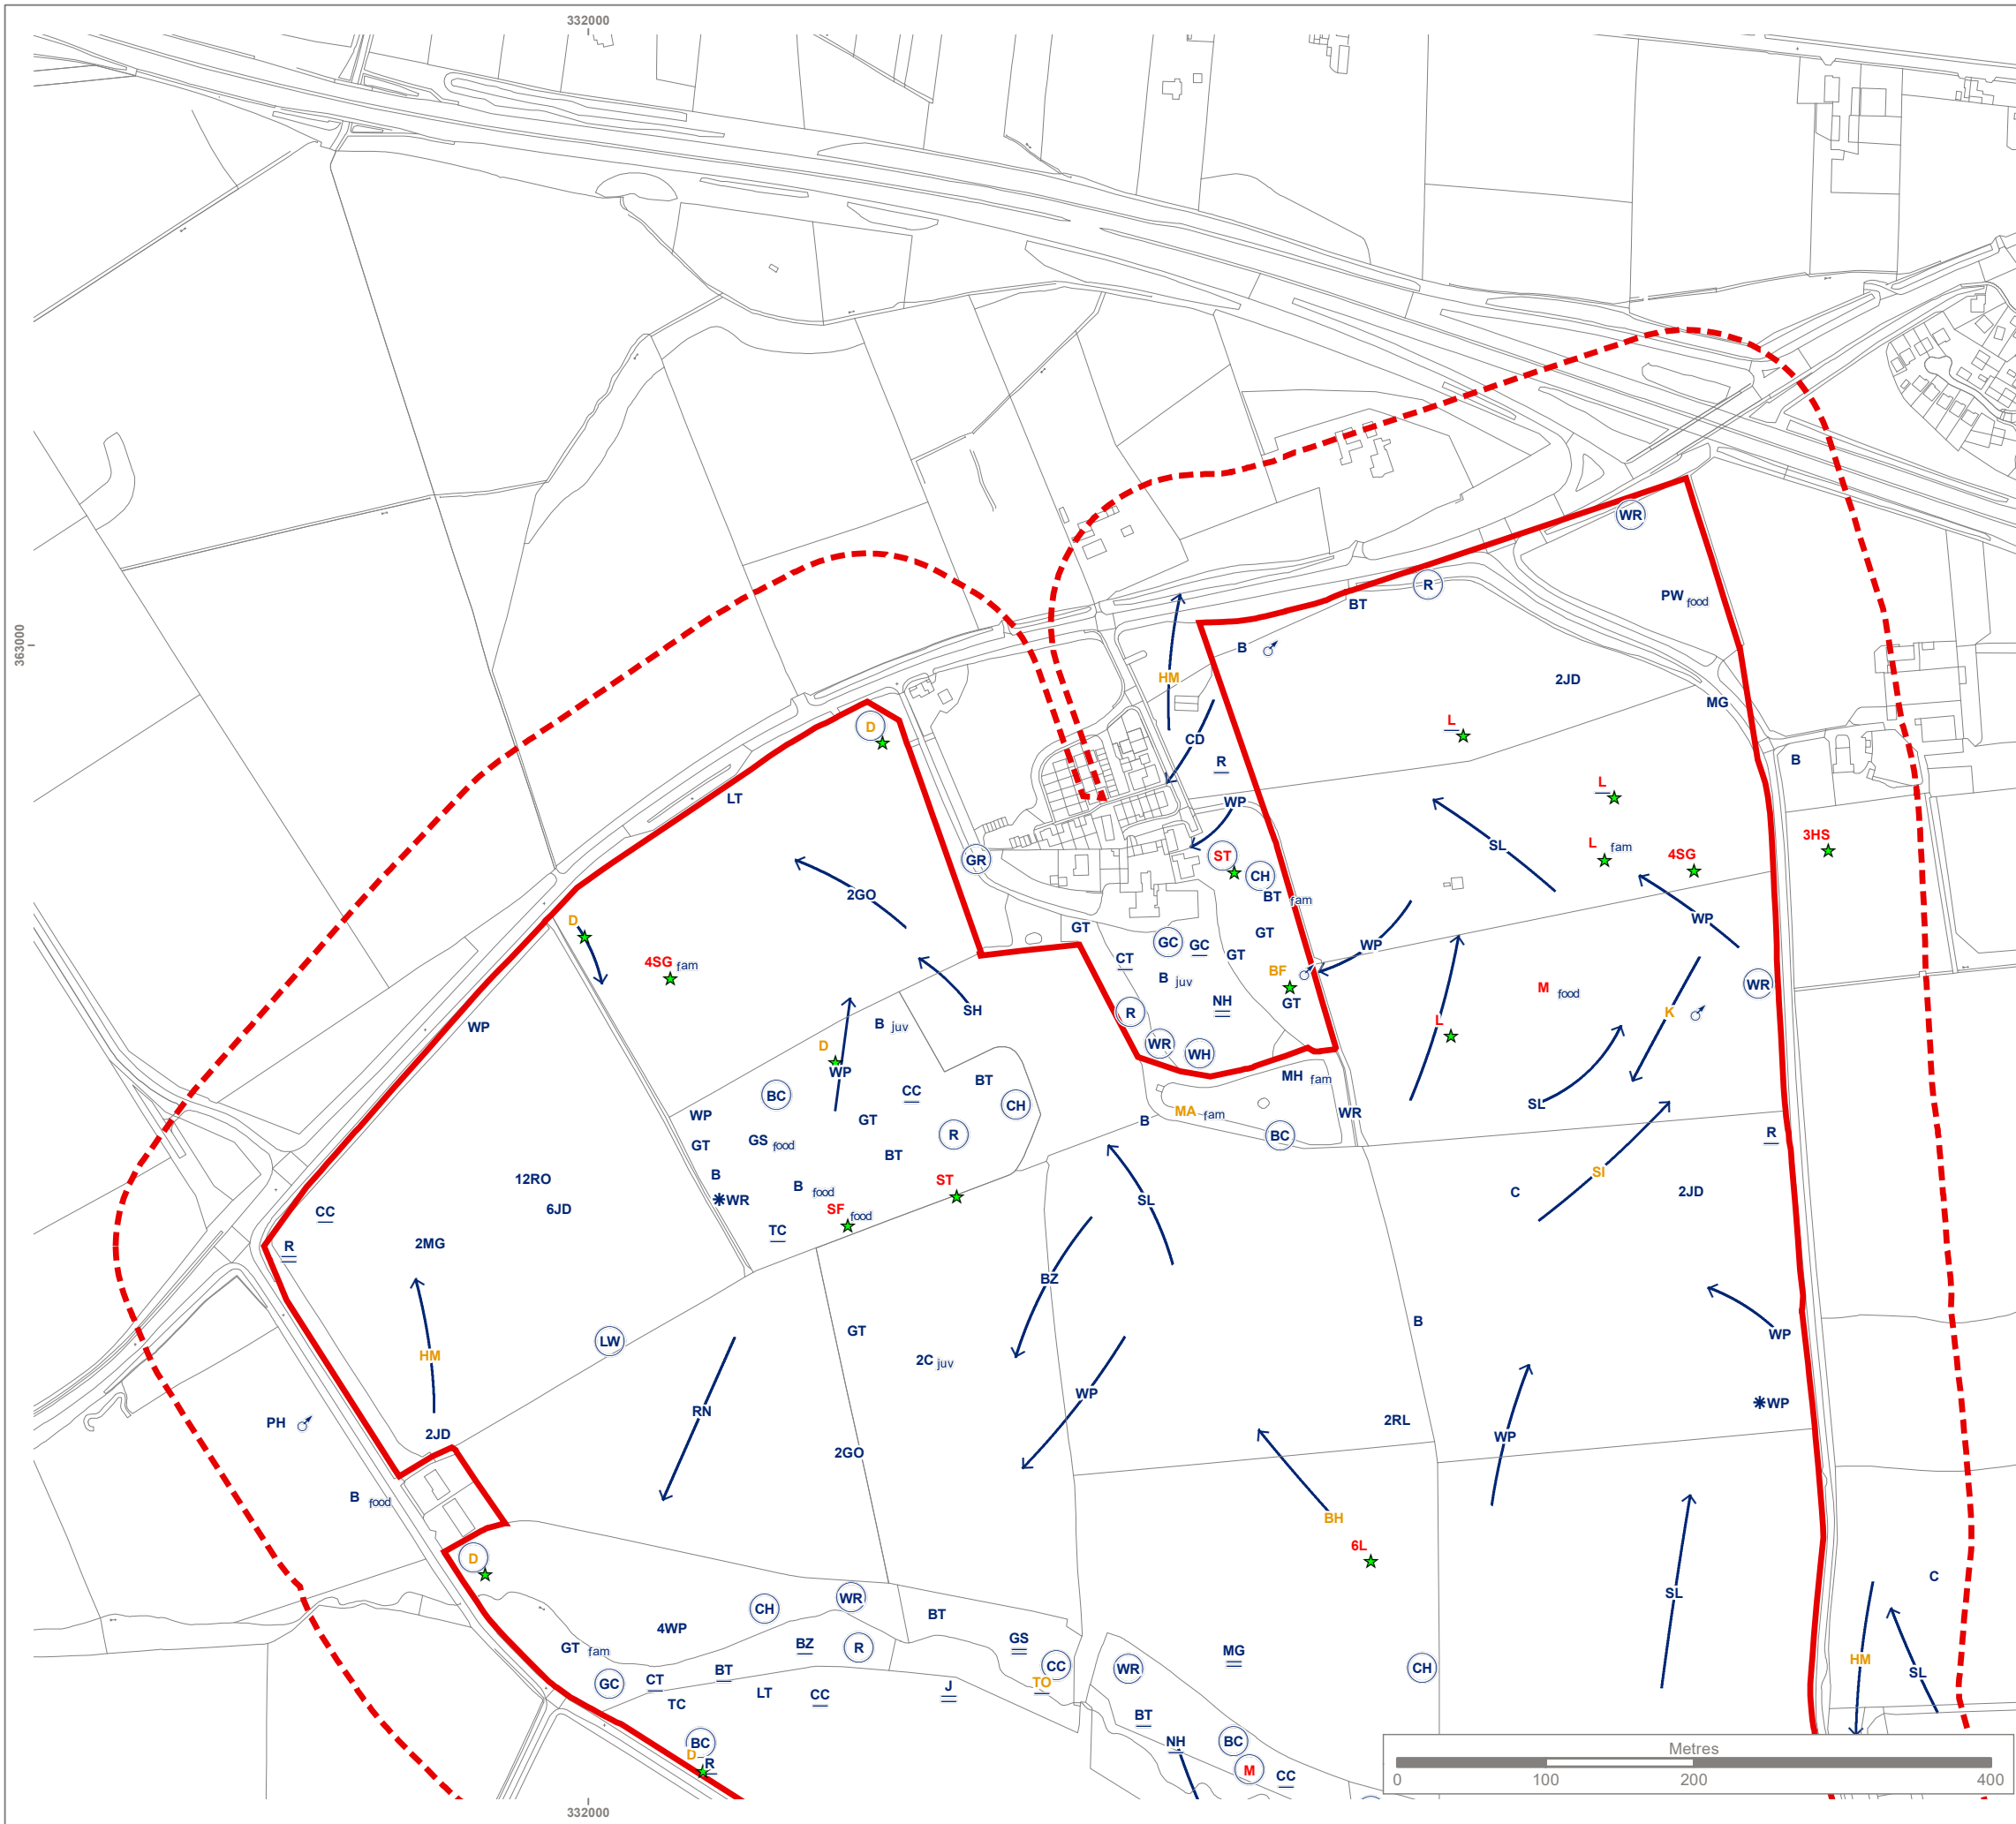 332000
WR
R
BT
PW food
363000
B
HM
2JD
MG
D
L
CD
B
R
LT
WP
L
3HS
SL
L fam
ST
GR
4SG
CH
2GO
BT fam
WP
D
GT
GT
WP
GC
GC
GT
CT
4SG fam
BF
B juv
M food
WR
NH
GT
SH
R
K
B juv
L
WP
WR
D
WH
WP
MH fam
BT
CC
BC
CH
SL
MA fam
WR
WP
B
GT
R
BC
R
GS food
GT
BT
SI
B
12RO
ST
B food
C
2JD
*WR
SL
6JD
SF food
CC
TC
R
2MG
BZ
B
GT
WP
LW
HM
2C juv
WP
*WP
RN
2RL
PH
2JD
WP
2GO
B food
BH
6L
D
C
SL
WR
CH
BT
4WP
GS
BZ
R
GT fam
MG
HM
CC
WR
CH
BT
SL
CT
GC
TO
J
LT
CC
TC
BT
BC
NH
BC
D
R
M
CC
Metres
0
100
200
400
332000